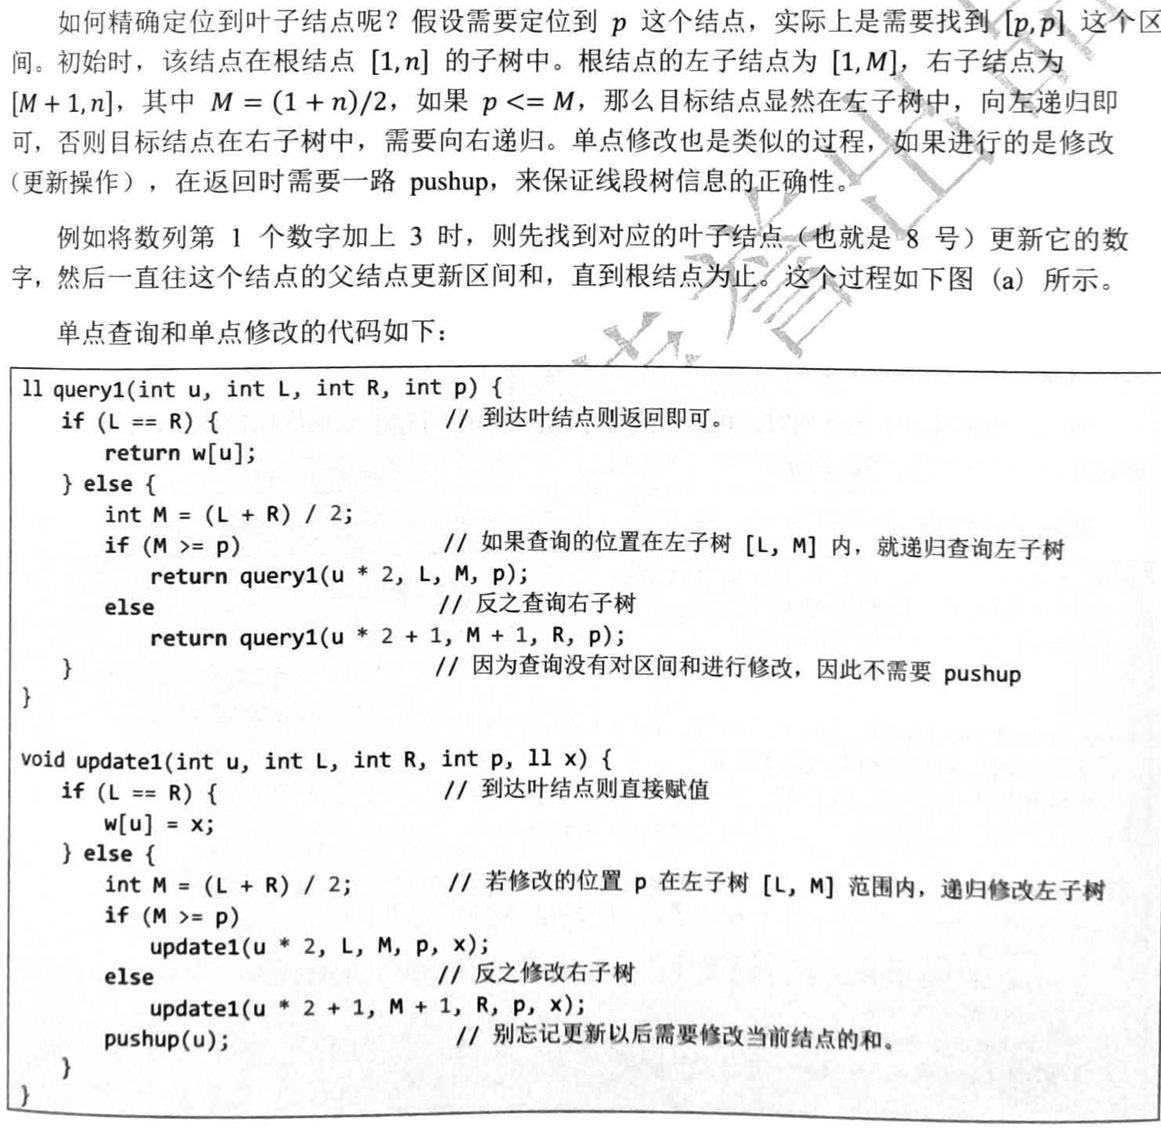 如何精确定位到叶子结点呢？假设需要定位到 p 这个结点，实际上是需要找到 [p,p] 这个区
间。初始时，该结点在根结点 [1,n] 的子树中。根结点的左子结点为 [1,M]，右子结点为
[M+1,n]，其中 M = (1+n)/2，如果 p <= M，那么目标结点显然在左子树中，向左递归即
可，否则目标结点在右子树中，需要向右递归。单点修改也是类似的过程，如果进行的是修改
（更新操作），在返回时需要一路 pushup，来保证线段树信息的正确性。
例如将数列第 1 个数字加上 3 时，则先找到对应的叶子结点（也就是 8 号）更新它的数
字，然后一直往这个结点的父结点更新区间和，直到根结点为止。这个过程如下图 (a) 所示。
单点查询和单点修改的代码如下：
ll query1(int u, int L, int R, int p) {
if (L == R) { // 到达叶结点则返回即可。
return w[u];
} else {
int M = (L + R) / 2;
if (M >= p) // 如果查询的位置在左子树 [L, M] 内，就递归查询左子树
return query1(u * 2, L, M, p);
else // 反之查询右子树
return query1(u * 2 + 1, M + 1, R, p);
} // 因为查询没有对区间和进行修改，因此不需要 pushup
}
void update1(int u, int L, int R, int p, ll x) {
if (L == R) { // 到达叶结点则直接赋值
w[u] = x;
} else {
int M = (L + R) / 2; // 若修改的位置 p 在左子树 [L, M] 范围内，递归修改左子树
if (M >= p)
update1(u * 2, L, M, p, x);
else // 反之修改右子树
update1(u * 2 + 1, M + 1, R, p, x);
pushup(u); // 别忘记更新以后需要修改当前结点的和。
}
}